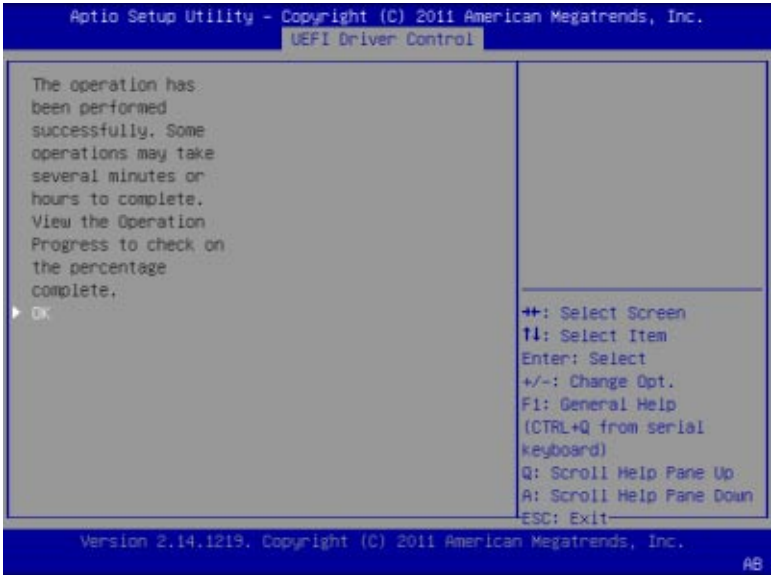 Aptio Setup Utility – Copyright (C) 2011 American Megatrends, Inc.
UEFI Driver Control
The operation has
been performed
successfully. Some
operations may take
several minutes or
hours to complete.
View the Operation
Progress to check on
the percentage
complete.
OK
→←: Select Screen
↑↓: Select Item
Enter: Select
+/-: Change Opt.
F1: General Help
(CTRL+Q from serial
keyboard)
Q: Scroll Help Pane Up
A: Scroll Help Pane Down
ESC: Exit
Version 2.14.1219. Copyright (C) 2011 American Megatrends, Inc.
AB